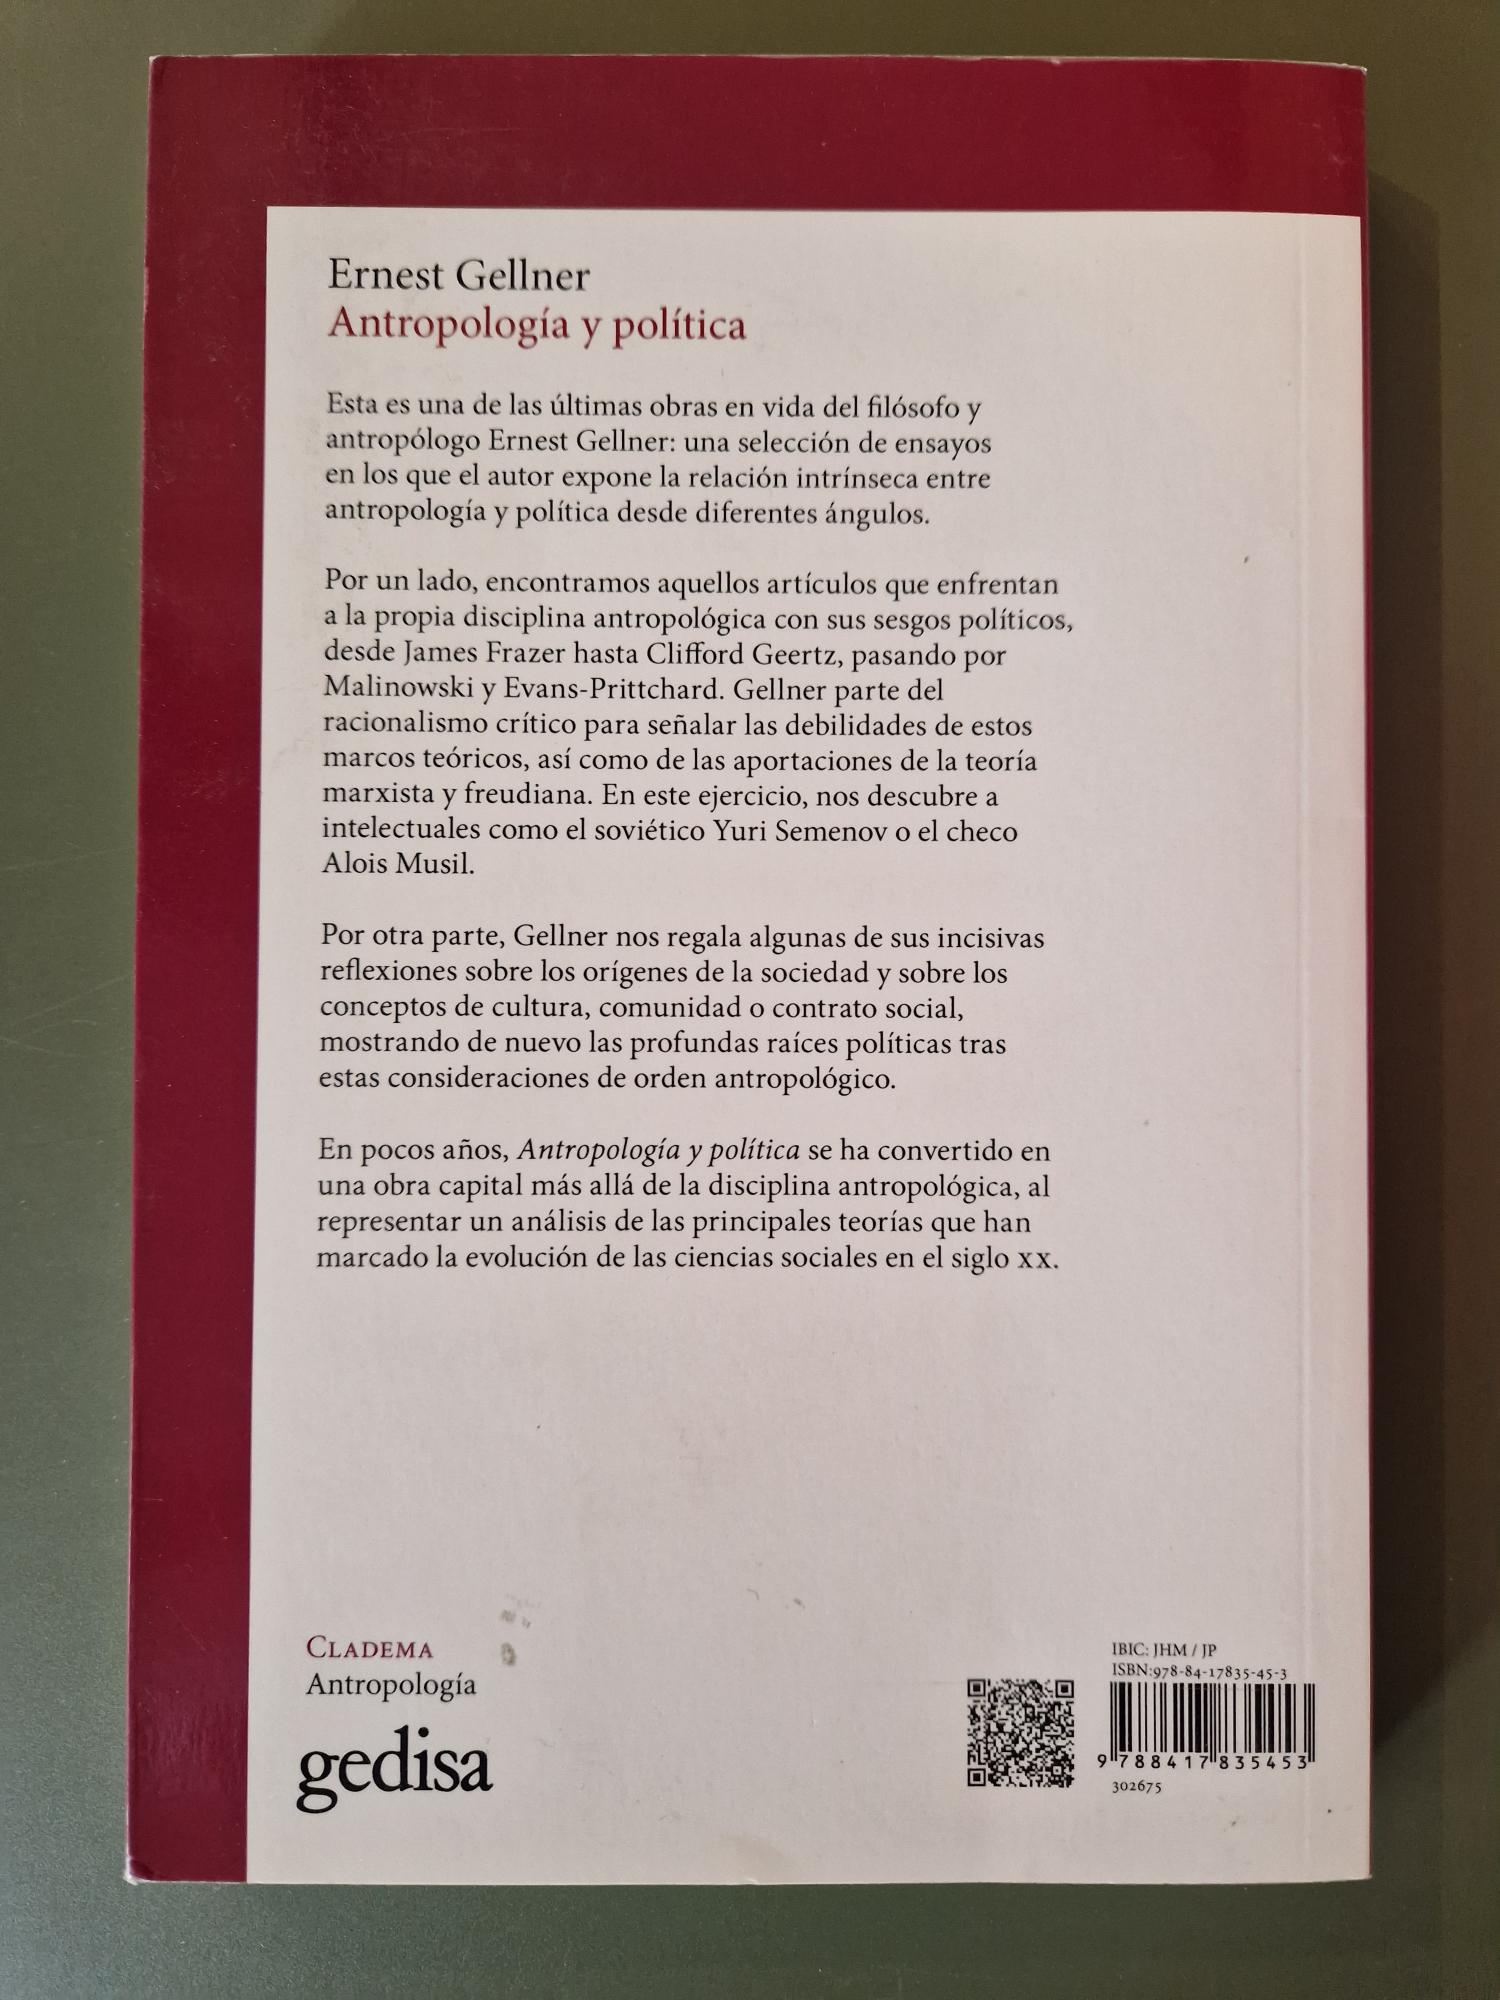 Ernest Gellner
Antropología y política
Esta es una de las últimas obras en vida del filósofo y
antropólogo Ernest Gellner: una selección de ensayos
en los que el autor expone la relación intrínseca entre
antropología y política desde diferentes ángulos.
Por un lado, encontramos aquellos artículos que enfrentan
a la propia disciplina antropológica con sus sesgos políticos,
desde James Frazer hasta Clifford Geertz, pasando por
Malinowski y Evans-Prittchard. Gellner parte del
racionalismo crítico para señalar las debilidades de estos
marcos teóricos, así como de las aportaciones de la teoría
marxista y freudiana. En este ejercicio, nos descubre a
intelectuales como el soviético Yuri Semenov o el checo
Alois Musil.
Por otra parte, Gellner nos regala algunas de sus incisivas
reflexiones sobre los orígenes de la sociedad y sobre los
conceptos de cultura, comunidad o contrato social,
mostrando de nuevo las profundas raíces políticas tras
estas consideraciones de orden antropológico.
En pocos años, Antropología y política se ha convertido en
una obra capital más allá de la disciplina antropológica, al
representar un análisis de las principales teorías que han
marcado la evolución de las ciencias sociales en el siglo XX.
CLADEMA
Antropología
gedisa
IBIC: JHM / JP
ISBN:978-84-17835-45-3
9 788417 835453
302675